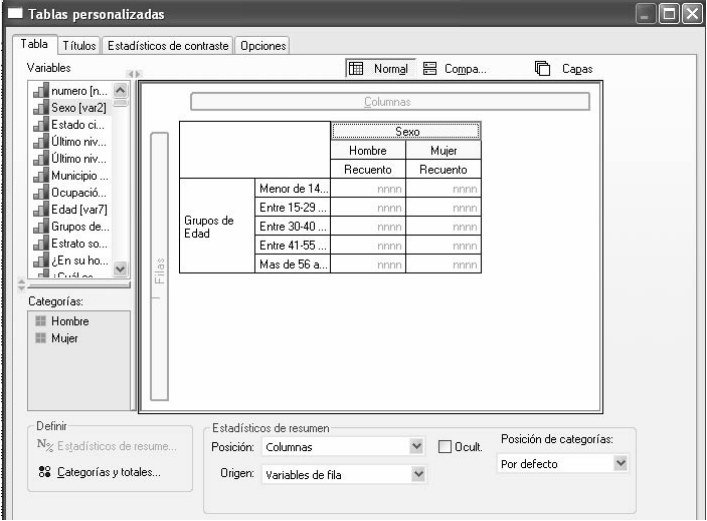 Tablas personalizadas
Tabla Títulos Estadísticos de contraste Opciones
Variables
Normal Compa... Capas
numero [n...
Sexo [var2]
Estado ci...
Último niv...
Último niv...
Municipio ...
Ocupació...
Edad [var7]
Grupos de...
Estrato so...
¿En su ho...
Columnas
Filas
Sexo
Hombre Mujer
Recuento Recuento
Grupos de
Edad
Menor de 14... nnnn nnnn
Entre 15-29 ... nnnn nnnn
Entre 30-40 ... nnnn nnnn
Entre 41-55 ... nnnn nnnn
Mas de 56 a... nnnn nnnn
Categorías:
Hombre
Mujer
Definir
N% Estadísticos de resume...
Categorías y totales...
Estadísticos de resumen
Posición: Columnas Ocult.
Origen: Variables de fila
Posición de categorías:
Por defecto